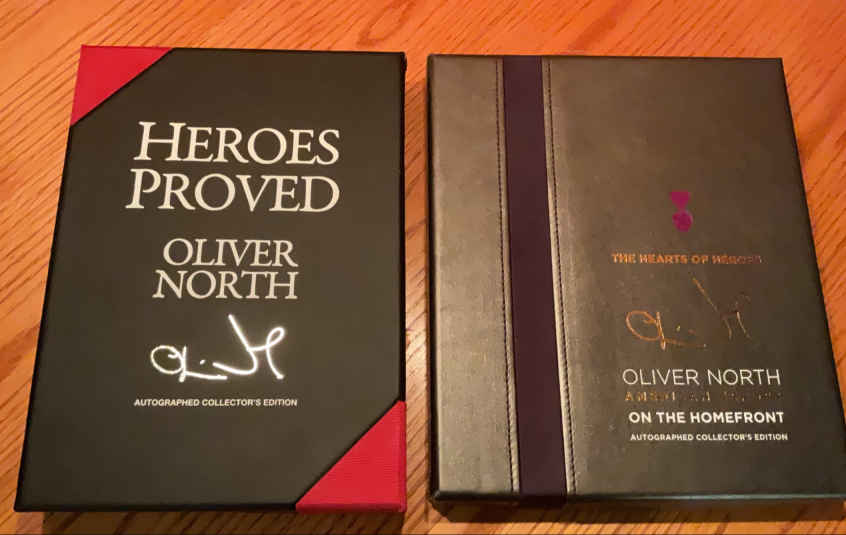 HEROES
PROVED
OLIVER
NORTH
AUTOGRAPHED COLLECTOR'S EDITION
THE HEARTS OF HEROES
OLIVER NORTH
ON THE HOMEFRONT
AUTOGRAPHED COLLECTOR'S EDITION